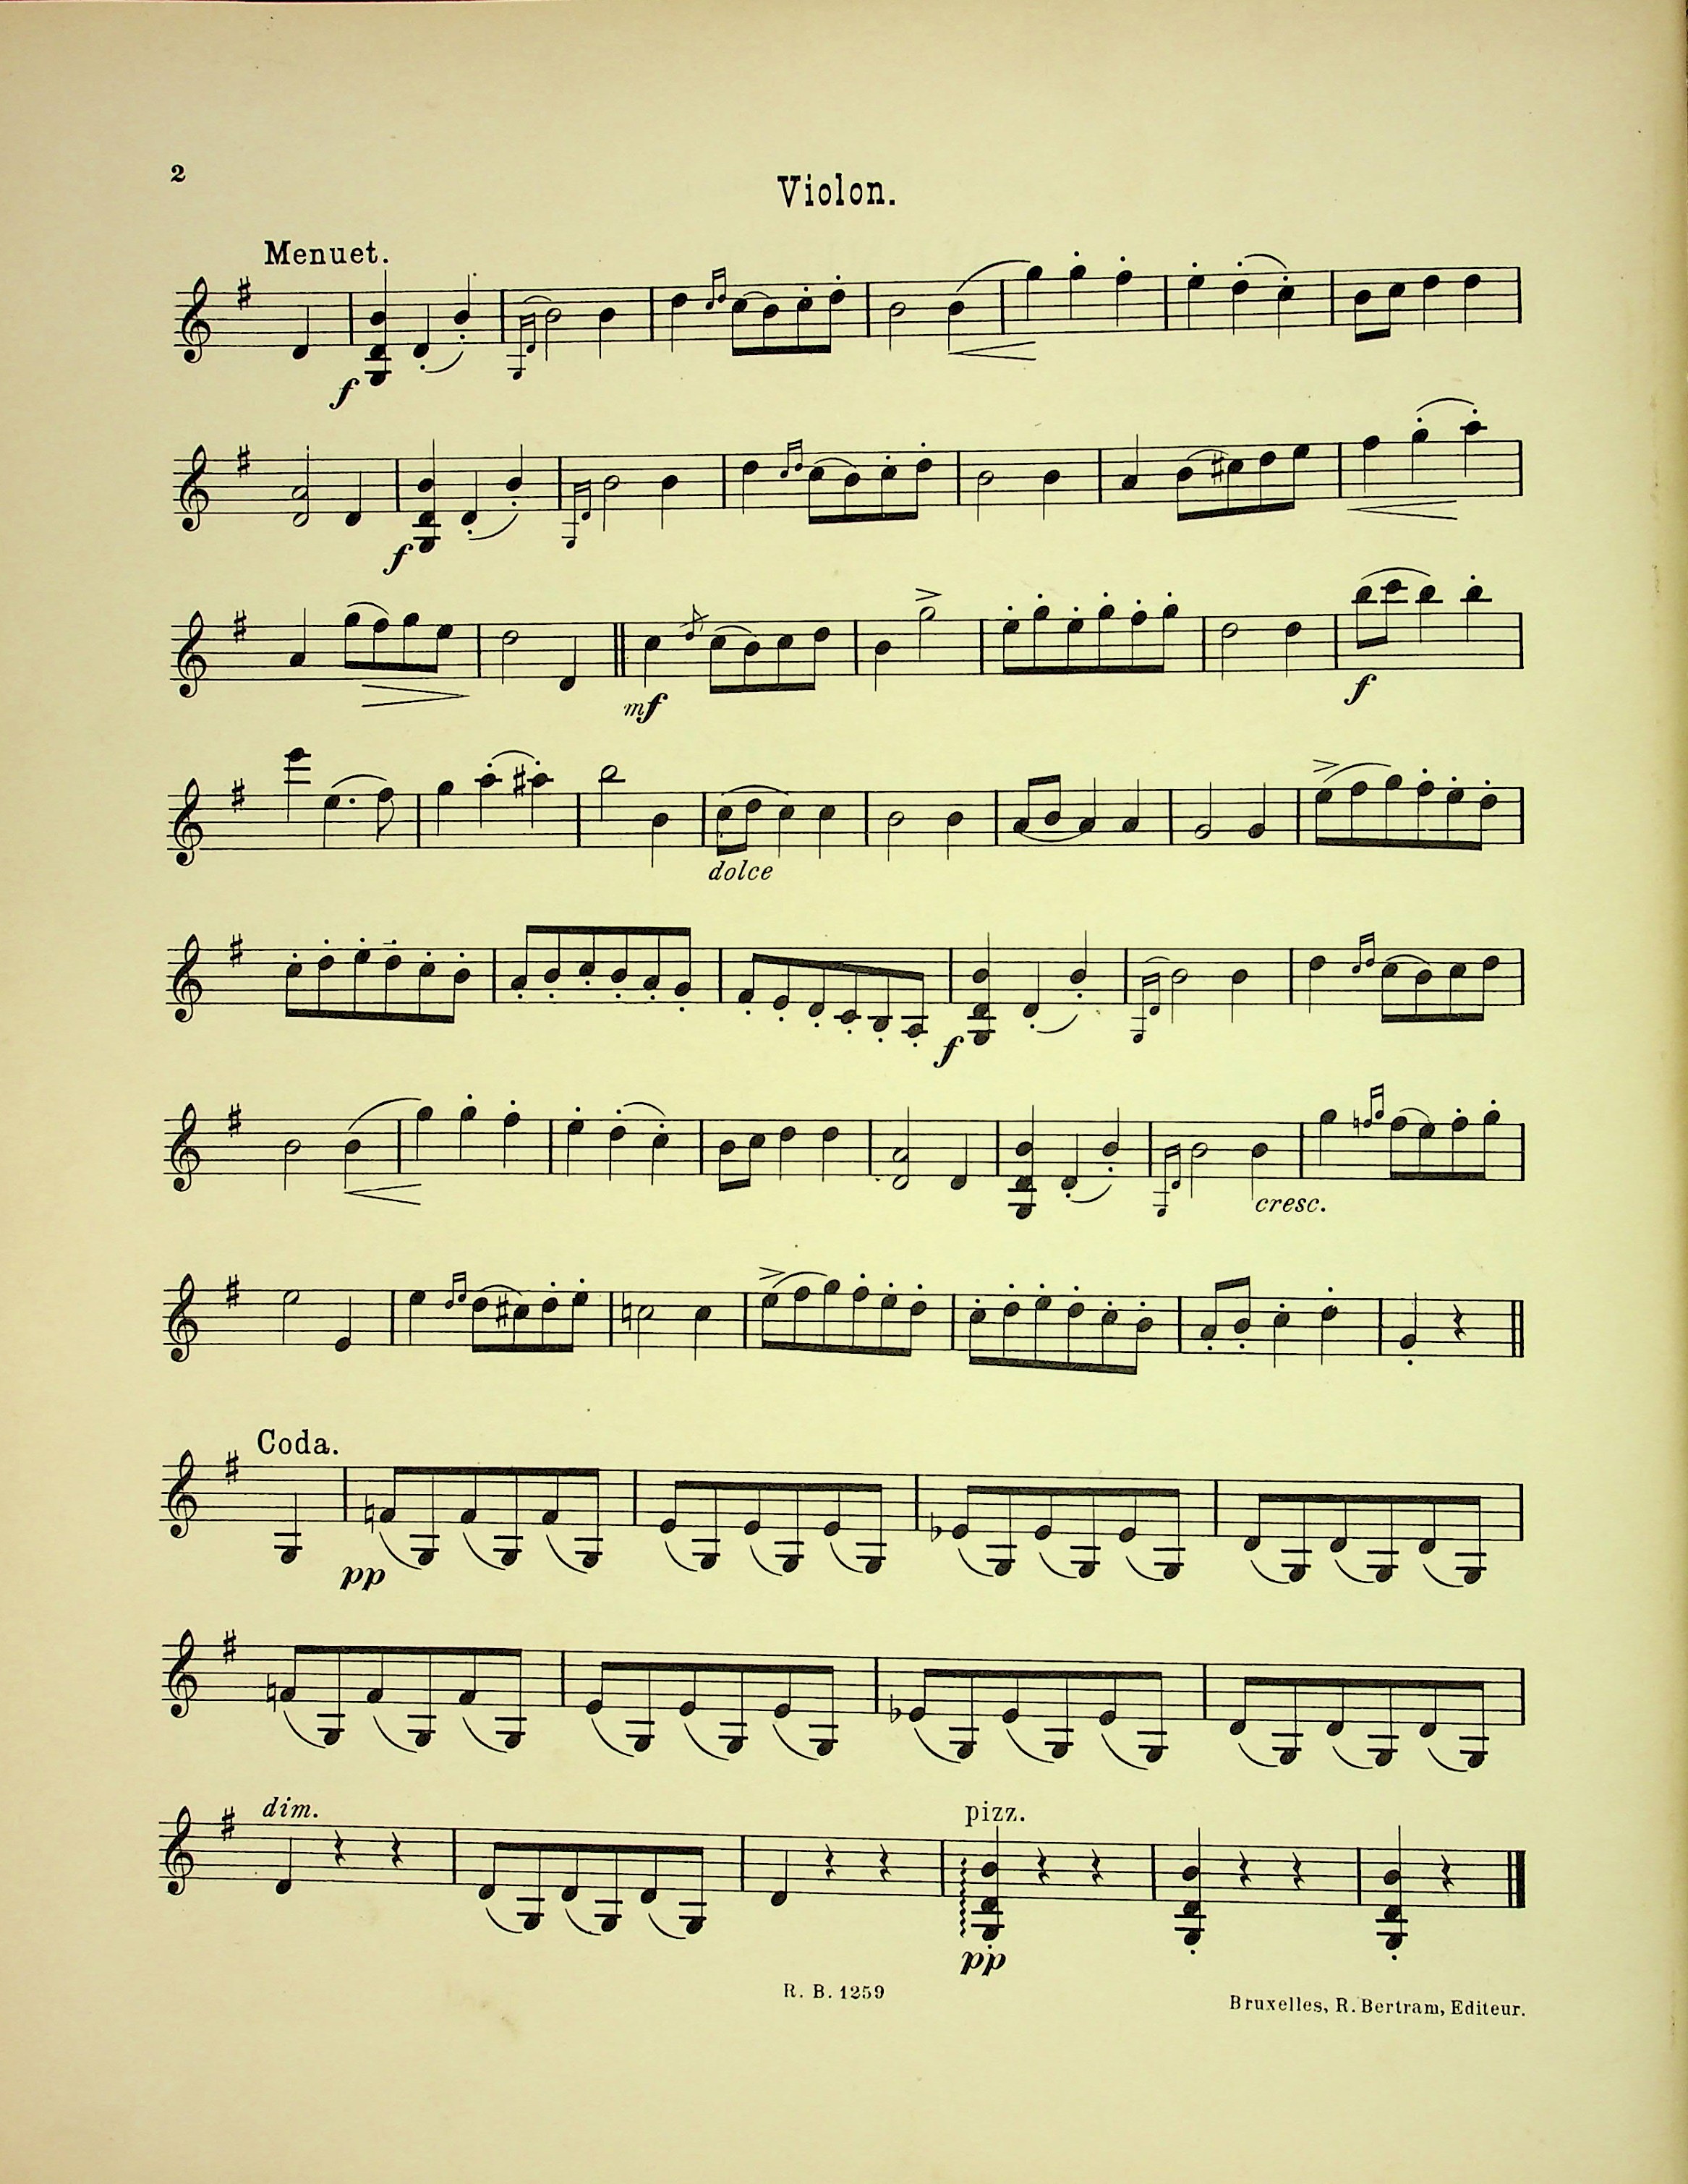 2
Violon.
Menuet.
f
f
mf
f
dolce
f
cresc.
Coda.
pp
dim.
pizz.
pp
R. B. 1259
Bruxelles, R. Bertram, Editeur.